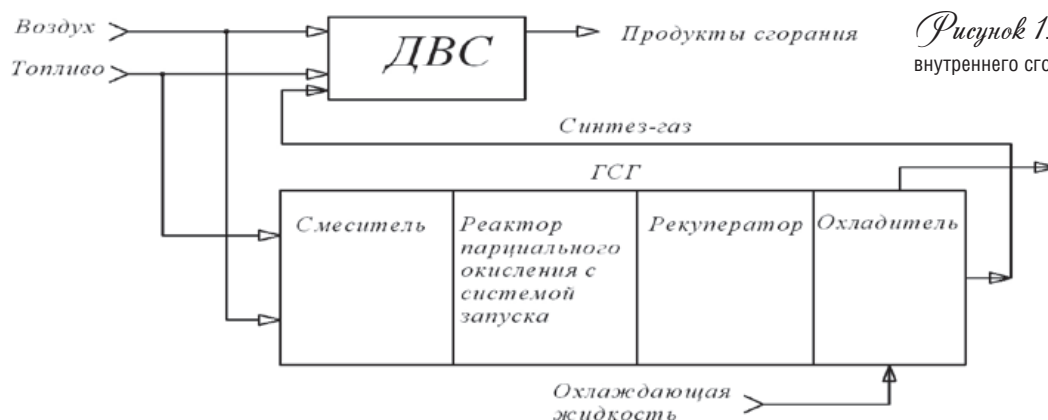 Воздух
Топливо
ДВС
Продукты сгорания
Рисунок 1.
внутреннего сго
Синтез-газ
ГСГ
Смеситель
Реактор
парциального
окисления с
системой
запуска
Рекуператор
Охладитель
Охлаждающая
жидкость